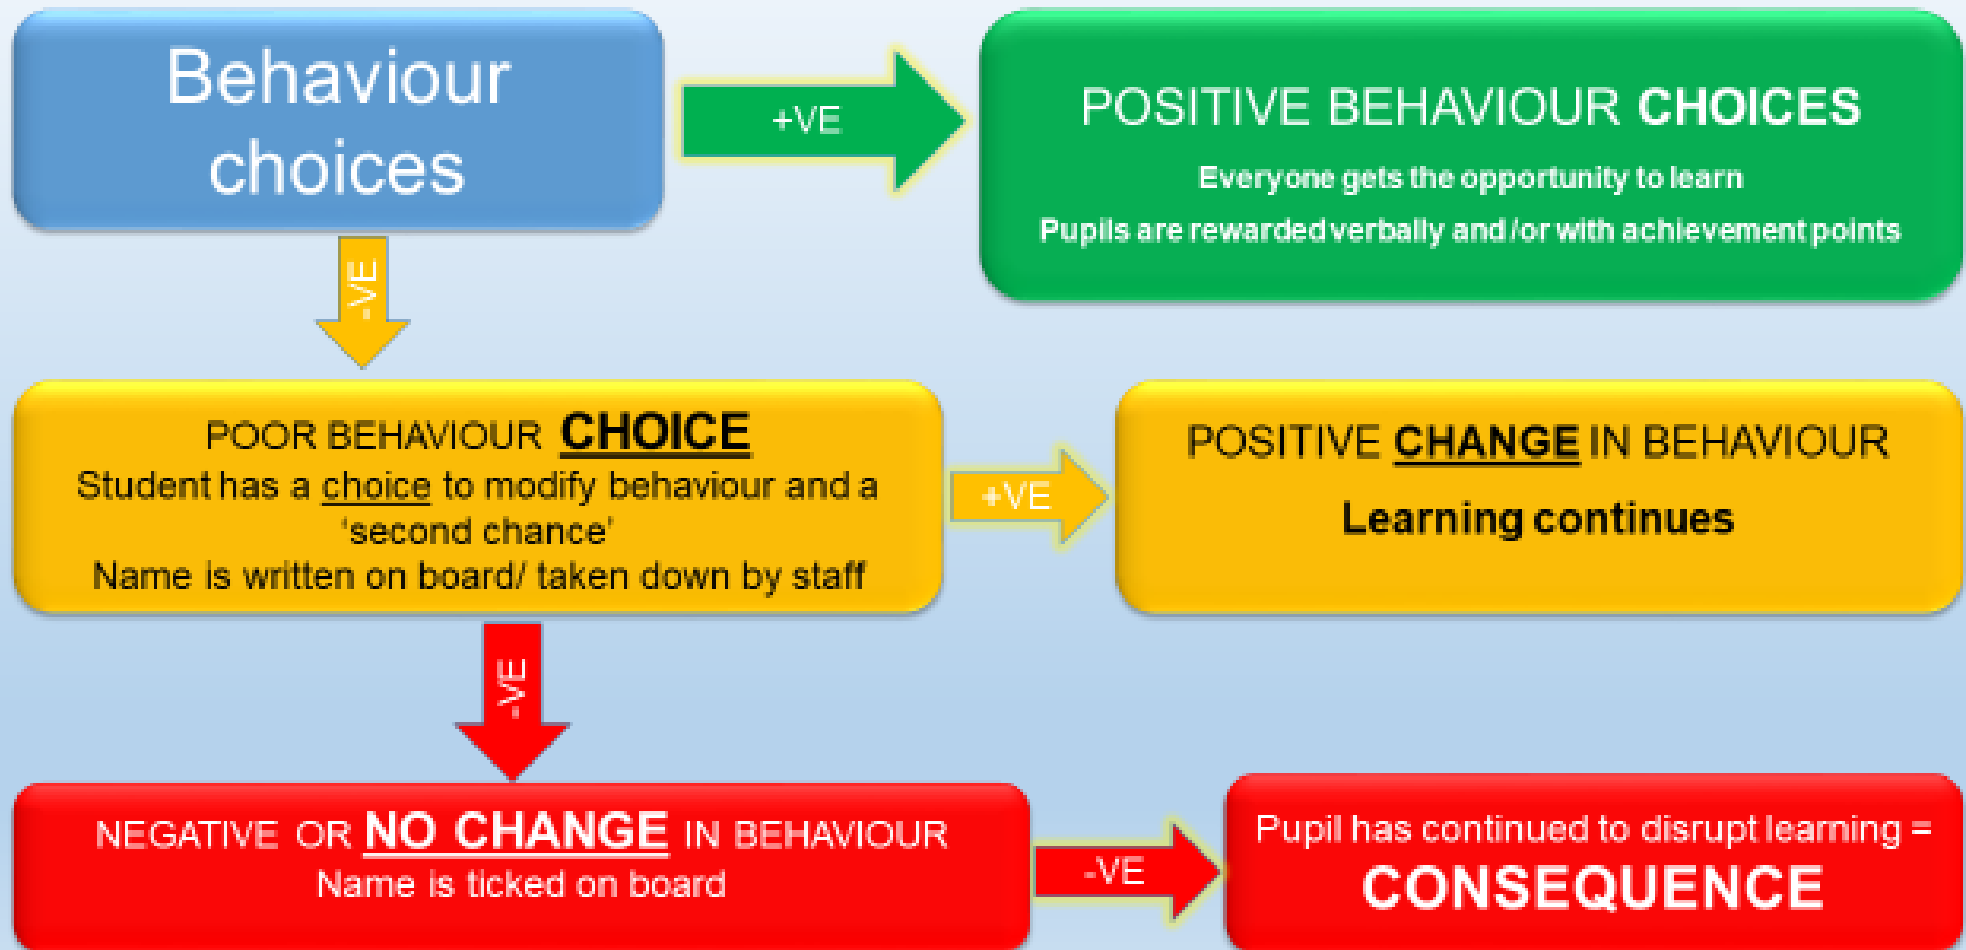 Behaviour
choices
+VE
POSITIVE BEHAVIOUR CHOICES
Everyone gets the opportunity to learn
Pupils are rewarded verbally and /or with achievement points
-VE
POOR BEHAVIOUR CHOICE
Student has a choice to modify behaviour and a
‘second chance’
Name is written on board/ taken down by staff
+VE
POSITIVE CHANGE IN BEHAVIOUR
Learning continues
-VE
NEGATIVE OR NO CHANGE IN BEHAVIOUR
Name is ticked on board
-VE
Pupil has continued to disrupt learning =
CONSEQUENCE